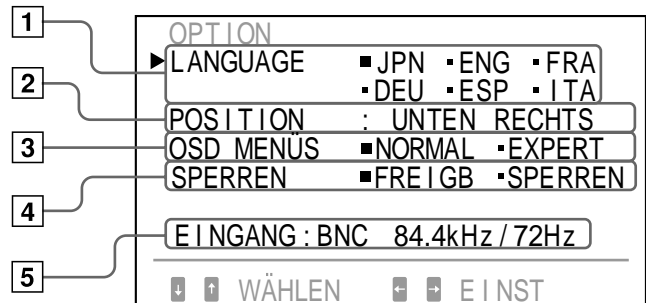 OPTION
1
▶LANGUAGE ■JPN ▪ENG ▪FRA
▪DEU ▪ESP ▪ITA
2
POSITION : UNTEN RECHTS
3
OSD MENÜS ■NORMAL ▪EXPERT
4
SPERREN ■FREIGB ▪SPERREN
5
EINGANG : BNC 84.4kHz / 72Hz
↓ ↑ WÄHLEN ← → EINST